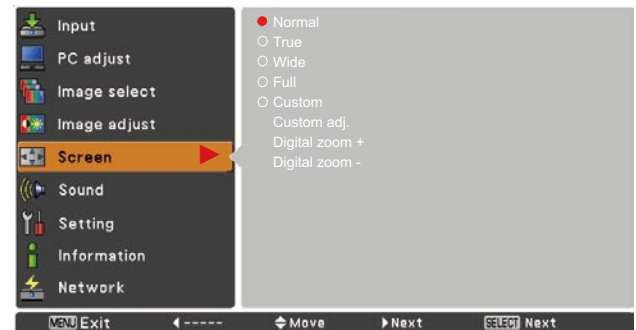 Input
PC adjust
Image select
Image adjust
Screen
Sound
Setting
Information
Network
Normal
True
Wide
Full
Custom
Custom adj.
Digital zoom +
Digital zoom -
MENU Exit ----- Move Next SELECT Next